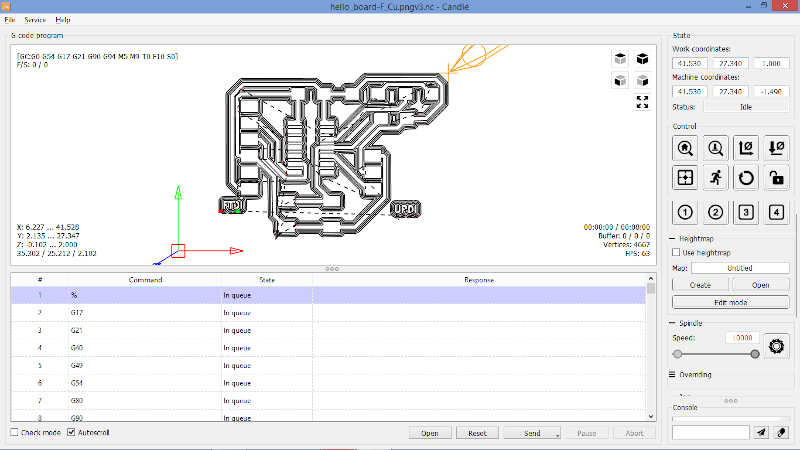 hello_board-F_Cu.pngv3.nc - Candle
File Service Help
G-code program
[GC:G0 G54 G17 G21 G90 G94 M5 M9 T0 F10 S0]
F/S: 0 / 0
UPDI
X: 6.227 ... 41.528
Y: 2.135 ... 27.347
Z: -0.102 ... 2.000
35.302 / 25.212 / 2.102
00:00:00 / 00:00:00
Buffer: 0 / 0 / 0
Vertices: 4667
FPS: 63
# Command State Response
1 % In queue
2 G17 In queue
3 G21 In queue
4 G40 In queue
5 G49 In queue
6 G54 In queue
7 G80 In queue
8 G90 In queue
Check mode Autoscroll Open Reset Send Pause Abort
State
Work coordinates:
41.530 27.340 1.000
Machine coordinates:
41.530 27.340 -1.490
Status: Idle
Control
1 2 3 4
Heightmap
Use heightmap
Map: Untitled
Create Open
Edit mode
Spindle
Speed: 10000
Overriding
Console